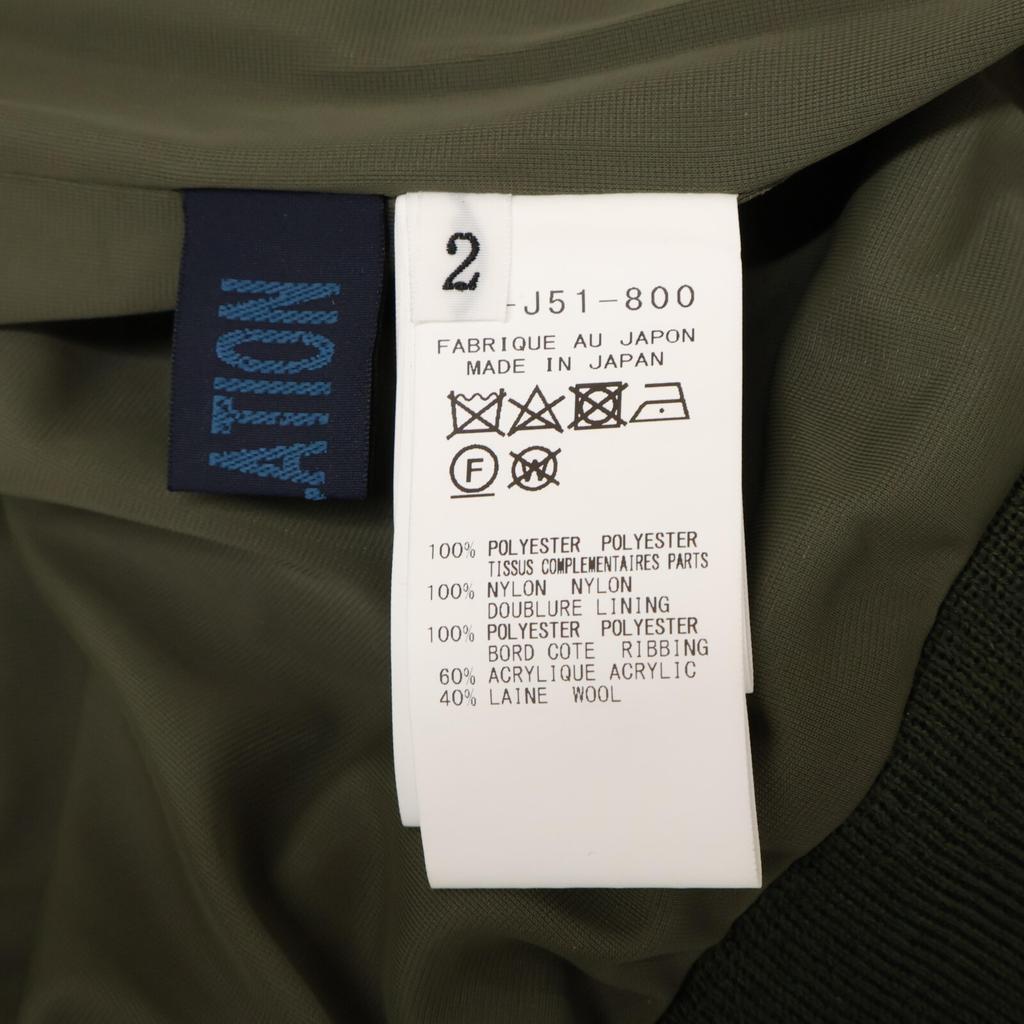 ATION
2
-J51-800
FABRIQUE AU JAPON
MADE IN JAPAN
F
W
100% POLYESTER POLYESTER
TISSUS COMPLEMENTAIRES PARTS
100% NYLON NYLON
DOUBLURE LINING
100% POLYESTER POLYESTER
BORD COTE RIBBING
60% ACRYLIQUE ACRYLIC
40% LAINE WOOL